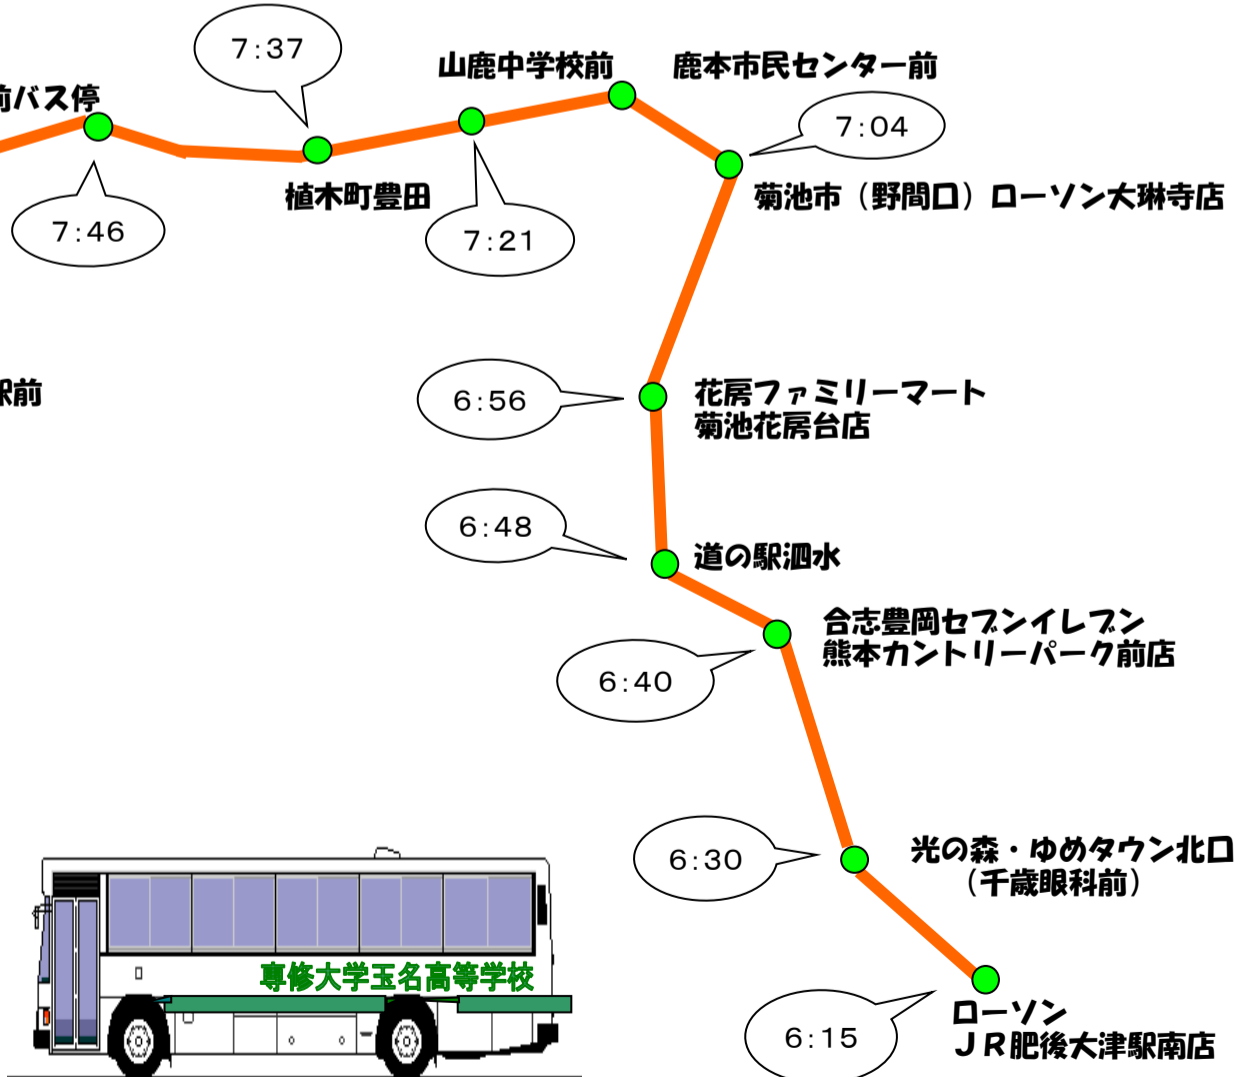 7:37
山鹿中学校前
鹿本市民センター前
前バス停
7:04
植木町豊田
菊池市（野間口）ローソン大琳寺店
7:46
7:21
駅前
6:56
花房ファミリーマート
菊池花房台店
6:48
道の駅泗水
合志豊岡セブンイレブン
熊本カントリーパーク前店
6:40
6:30
光の森・ゆめタウン北口
（千歳眼科前）
専修大学玉名高等学校
6:15
ローソン
ＪＲ肥後大津駅南店